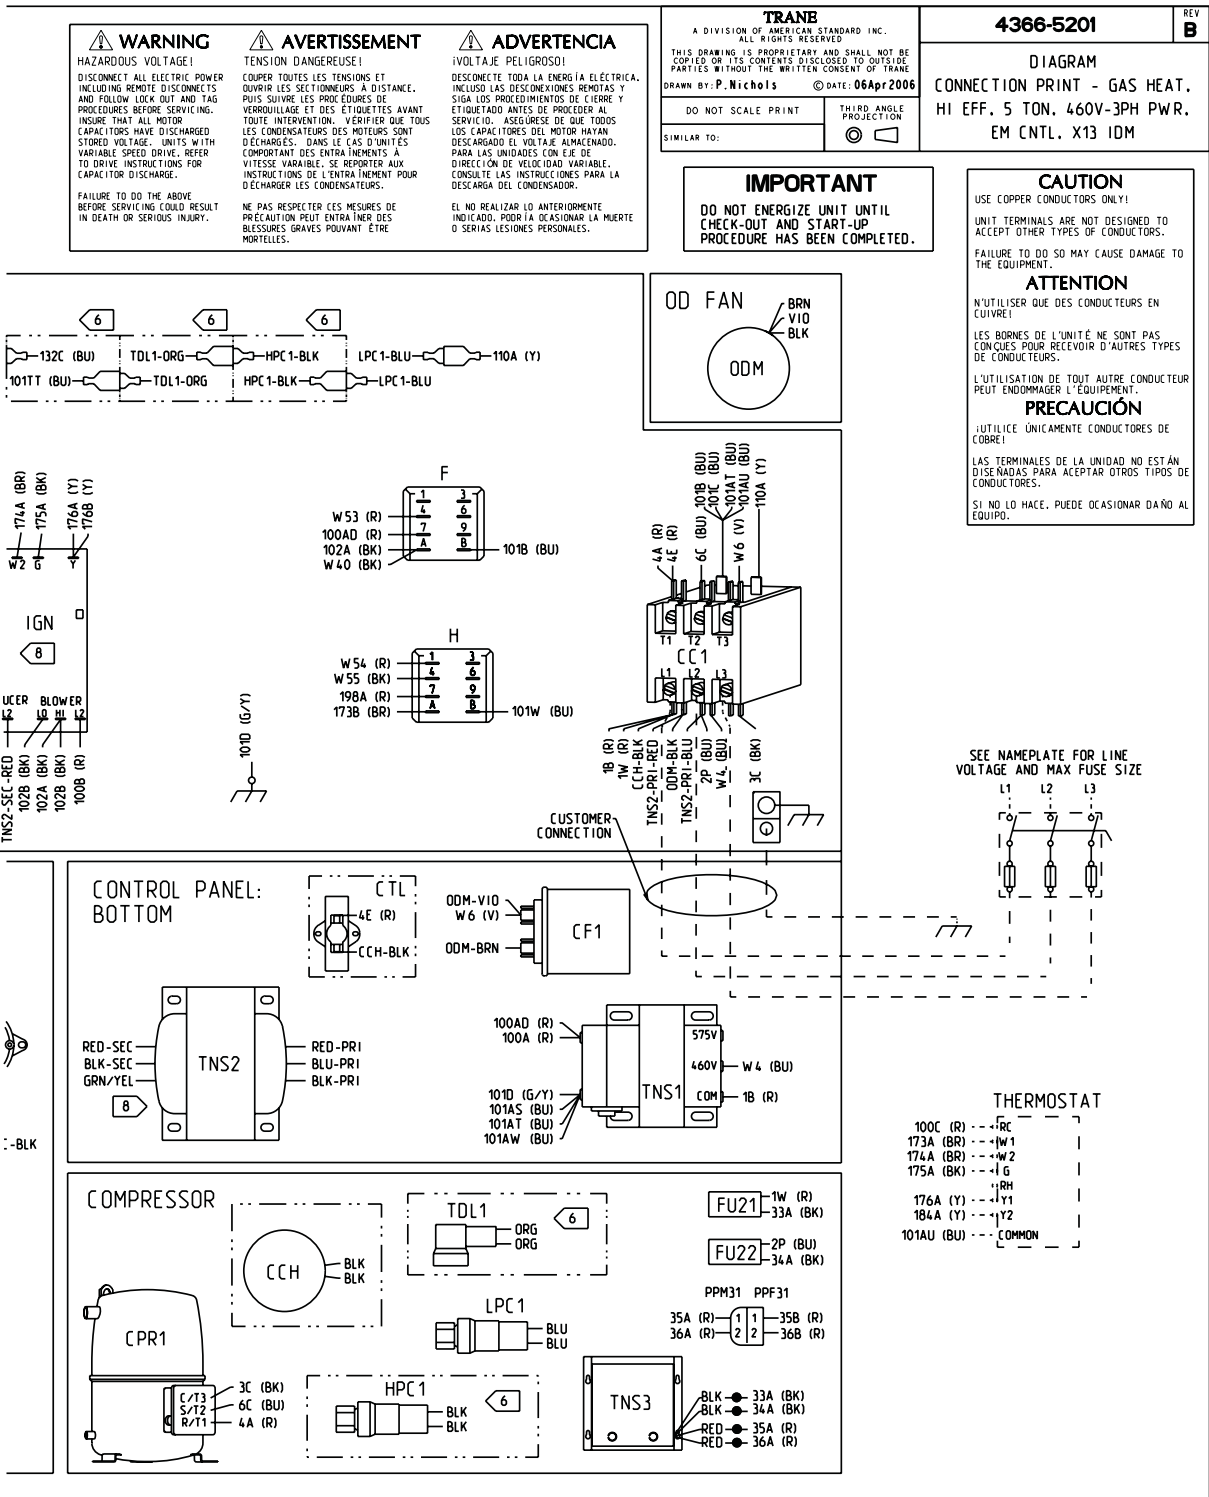 WARNING
HAZARDOUS VOLTAGE!
DISCONNECT ALL ELECTRIC POWER
INCLUDING REMOTE DISCONNECTS
AND FOLLOW LOCK OUT AND TAG
PROCEDURES BEFORE SERVICING.
INSURE THAT ALL MOTOR
CAPACITORS HAVE DISCHARGED
STORED VOLTAGE. UNITS WITH
VARIABLE SPEED DRIVE, REFER
TO DRIVE INSTRUCTIONS FOR
CAPACITOR DISCHARGE.
FAILURE TO DO THE ABOVE
BEFORE SERVICING COULD RESULT
IN DEATH OR SERIOUS INJURY.
AVERTISSEMENT
TENSION DANGEREUSE!
COUPER TOUTES LES TENSIONS ET
OUVRIR LES SECTIONNEURS À DISTANCE,
PUIS SUIVRE LES PROCÉDURES DE
VERROUILLAGE ET DES ÉTIQUETTES AVANT
TOUTE INTERVENTION. VÉRIFIER QUE TOUS
LES CONDENSATEURS DES MOTEURS SONT
DÉCHARGÉS. DANS LE CAS D'UNITÉS
COMPORTANT DES ENTRAÎNEMENTS À
VITESSE VARAIBLE, SE REPORTER AUX
INSTRUCTIONS DE L'ENTRAÎNEMENT POUR
DÉCHARGER LES CONDENSATEURS.
NE PAS RESPECTER CES MESURES DE
PRÉCAUTION PEUT ENTRAÎNER DES
BLESSURES GRAVES POUVANT ÊTRE
MORTELLES.
ADVERTENCIA
¡VOLTAJE PELIGROSO!
DESCONECTE TODA LA ENERGÍA ELÉCTRICA,
INCLUSO LAS DESCONEXIONES REMOTAS Y
SIGA LOS PROCEDIMIENTOS DE CIERRE Y
ETIQUETADO ANTES DE PROCEDER AL
SERVICIO. ASEGÚRESE DE QUE TODOS
LOS CAPACITORES DEL MOTOR HAYAN
DESCARGADO EL VOLTAJE ALMACENADO.
PARA LAS UNIDADES CON EJE DE
DIRECCIÓN DE VELOCIDAD VARIABLE,
CONSULTE LAS INSTRUCCIONES PARA LA
DESCARGA DEL CONDENSADOR.
EL NO REALIZAR LO ANTERIORMENTE
INDICADO, PODRÍA OCASIONAR LA MUERTE
O SERIAS LESIONES PERSONALES.
TRANE
A DIVISION OF AMERICAN STANDARD INC.
ALL RIGHTS RESERVED
THIS DRAWING IS PROPRIETARY AND SHALL NOT BE
COPIED OR ITS CONTENTS DISCLOSED TO OUTSIDE
PARTIES WITHOUT THE WRITTEN CONSENT OF TRANE
DRAWN BY: P.Nichols © DATE: 06Apr2006
DO NOT SCALE PRINT
THIRD ANGLE
PROJECTION
SIMILAR TO:
4366-5201
REV
B
DIAGRAM
CONNECTION PRINT - GAS HEAT,
HI EFF, 5 TON, 460V-3PH PWR,
EM CNTL, X13 IDM
IMPORTANT
DO NOT ENERGIZE UNIT UNTIL
CHECK-OUT AND START-UP
PROCEDURE HAS BEEN COMPLETED.
CAUTION
USE COPPER CONDUCTORS ONLY!
UNIT TERMINALS ARE NOT DESIGNED TO
ACCEPT OTHER TYPES OF CONDUCTORS.
FAILURE TO DO SO MAY CAUSE DAMAGE TO
THE EQUIPMENT.
ATTENTION
N'UTILISER QUE DES CONDUCTEURS EN
CUIVRE!
LES BORNES DE L'UNITÉ NE SONT PAS
CONÇUES POUR RECEVOIR D'AUTRES TYPES
DE CONDUCTEURS.
L'UTILISATION DE TOUT AUTRE CONDUCTEUR
PEUT ENDOMMAGER L'ÉQUIPEMENT.
PRECAUCIÓN
¡UTILICE ÚNICAMENTE CONDUCTORES DE
COBRE!
LAS TERMINALES DE LA UNIDAD NO ESTÁN
DISEÑADAS PARA ACEPTAR OTROS TIPOS DE
CONDUCTORES.
SI NO LO HACE, PUEDE OCASIONAR DAÑO AL
EQUIPO.
6 6 6
132C (BU) TDL1-ORG HPC1-BLK LPC1-BLU 110A (Y)
101TT (BU) TDL1-ORG HPC1-BLK LPC1-BLU
OD FAN
BRN
VIO
BLK
ODM
174A (BR)
175A (BK)
176A (Y)
176B (Y)
W2 G Y
IGN
8
UCER BLOWER
L2 LO HI L2
TNS2-SEC-RED
102B (BK)
102A (BK)
102B (BK)
100B (R)
101D (G/Y)
F
1 3
4 6
7 9
A B
W53 (R)
100AD (R)
102A (BK)
W40 (BK)
101B (BU)
H
1 3
4 6
7 9
A B
W54 (R)
W55 (BK)
198A (R)
173B (BR)
101W (BU)
4A (R)
4E (R)
6C (BU)
101B (BU)
101C (BU)
101AT (BU)
101AU (BU)
W6 (V)
110A (Y)
T1 T2 T3
CC1
L1 L2 L3
1B (R)
1W (R)
CCH-BLK
TNS2-PRI-RED
ODM-BLK
TNS2-PRI-BLU
2P (BU)
W4 (BU)
3C (BK)
CUSTOMER
CONNECTION
SEE NAMEPLATE FOR LINE
VOLTAGE AND MAX FUSE SIZE
L1 L2 L3
CONTROL PANEL:
BOTTOM
CTL
4E (R)
CCH-BLK
ODM-VIO
W6 (V)
ODM-BRN
CF1
RED-SEC
BLK-SEC
GRN/YEL
8
TNS2
RED-PRI
BLU-PRI
BLK-PRI
100AD (R)
100A (R)
101D (G/Y)
101AS (BU)
101AT (BU)
101AW (BU)
TNS1
575V
460V W4 (BU)
COM 1B (R)
THERMOSTAT
100C (R) RC
173A (BR) W1
174A (BR) W2
175A (BK) G
RH
176A (Y) Y1
184A (Y) Y2
101AU (BU) COMMON
-BLK
COMPRESSOR
CCH
BLK
BLK
TDL1
6
ORG
ORG
LPC1
BLU
BLU
HPC1
6
BLK
BLK
CPR1
C/T3 3C (BK)
S/T2 6C (BU)
R/T1 4A (R)
FU21
1W (R)
33A (BK)
FU22
2P (BU)
34A (BK)
PPM31 PPF31
35A (R) 1 1 35B (R)
36A (R) 2 2 36B (R)
TNS3
BLK 33A (BK)
BLK 34A (BK)
RED 35A (R)
RED 36A (R)